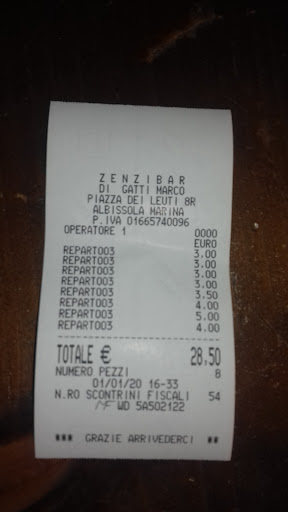 Z E N Z I B A R
DI GATTI MARCO
PIAZZA DEI LEUTI 8R
ALBISSOLA MARINA
P.IVA 01665740096
OPERATORE 1 0000
EURO
REPARTO03 3.00
REPARTO03 3.00
REPARTO03 3.00
REPARTO03 3.00
REPARTO03 3.50
REPARTO03 4.00
REPARTO03 5.00
REPARTO03 4.00
TOTALE € 28,50
NUMERO PEZZI 8
01/01/20 16-33
N.RO SCONTRINI FISCALI 54
MF WD 5A502122
*** GRAZIE ARRIVEDERCI **